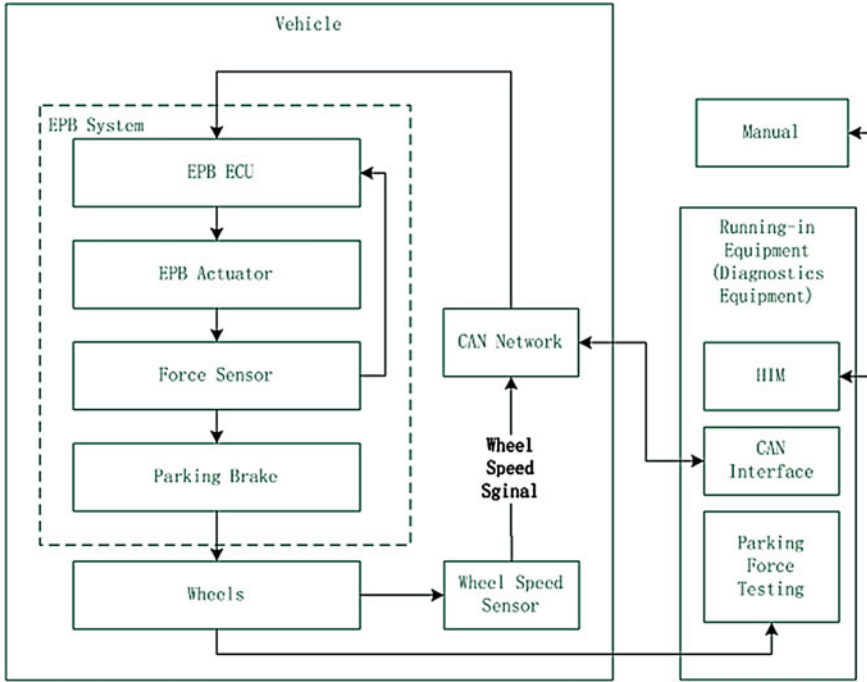 Vehicle
EPB System
EPB ECU
EPB Actuator
Force Sensor
Parking Brake
Wheels
CAN Network
Wheel
Speed
Sginal
Wheel Speed
Sensor
Manual
Running-in
Equipment
(Diagnostics
Equipment)
HIM
CAN
Interface
Parking
Force
Testing